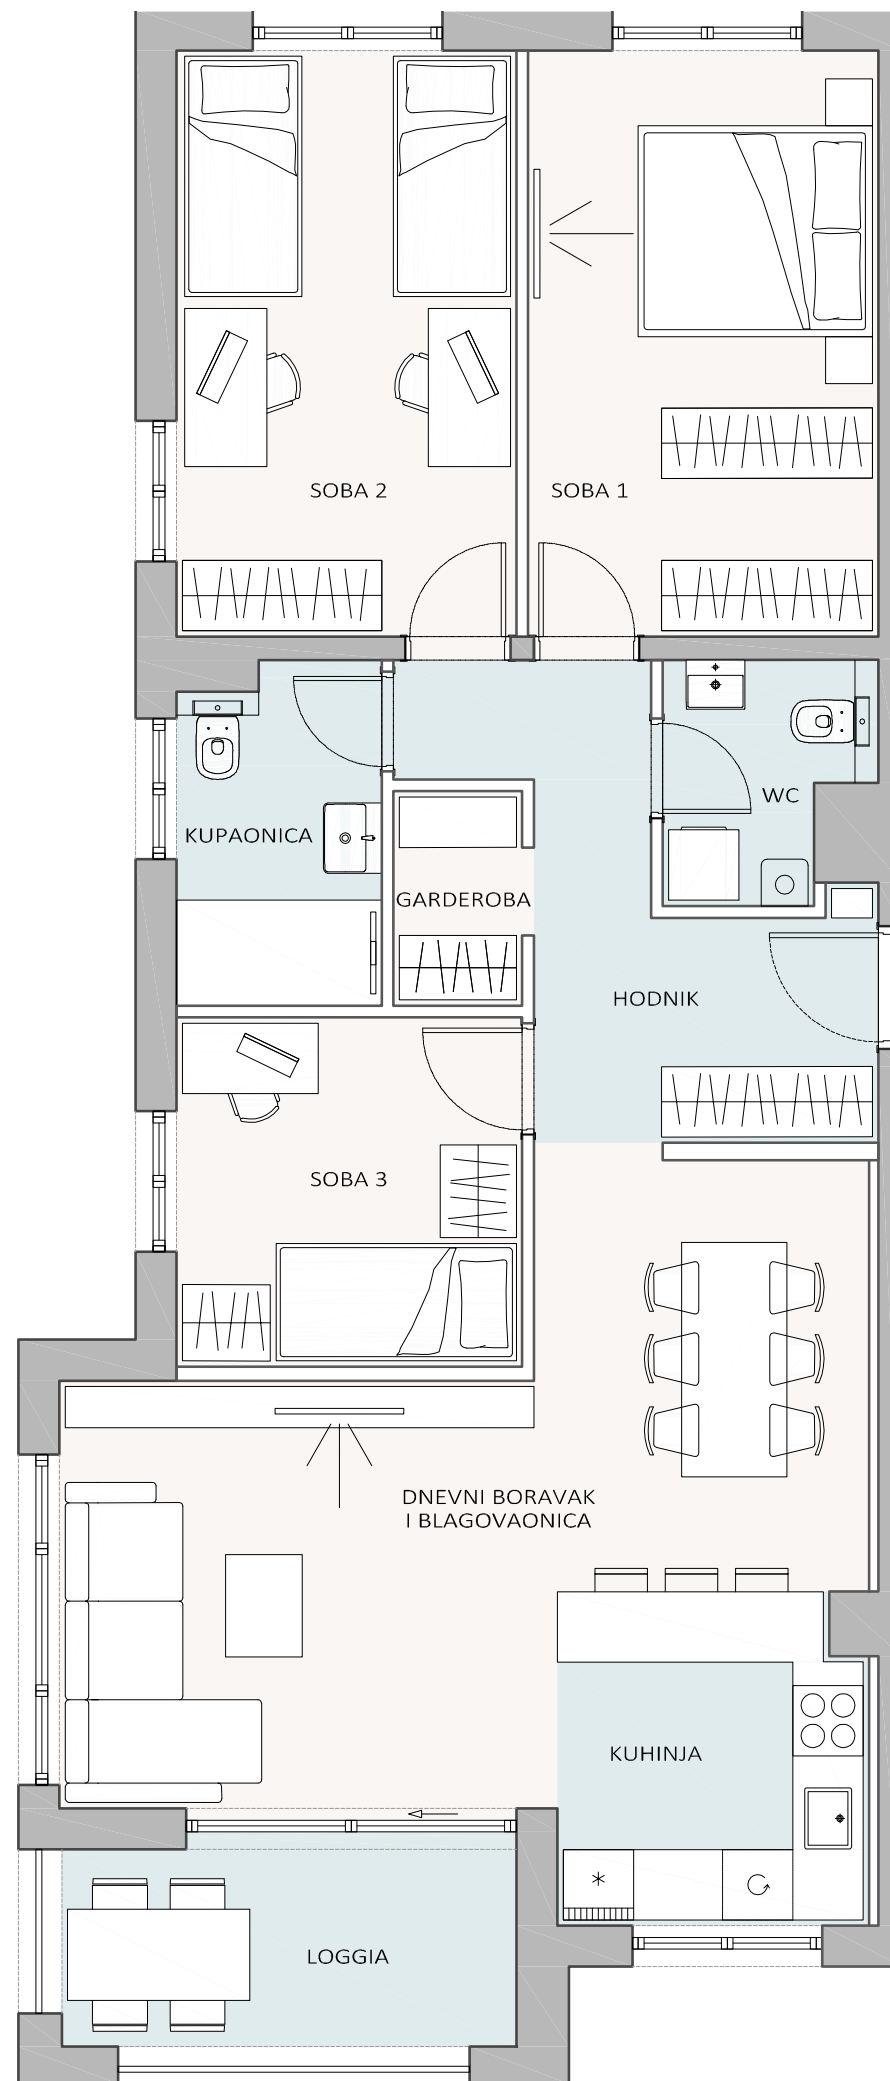 SOBA 2
SOBA 1
WC
KUPAONICA
GARDEROBA
HODNIK
SOBA 3
DNEVNI BORAVAK
I BLAGOVAONICA
KUHINJA
LOGGIA